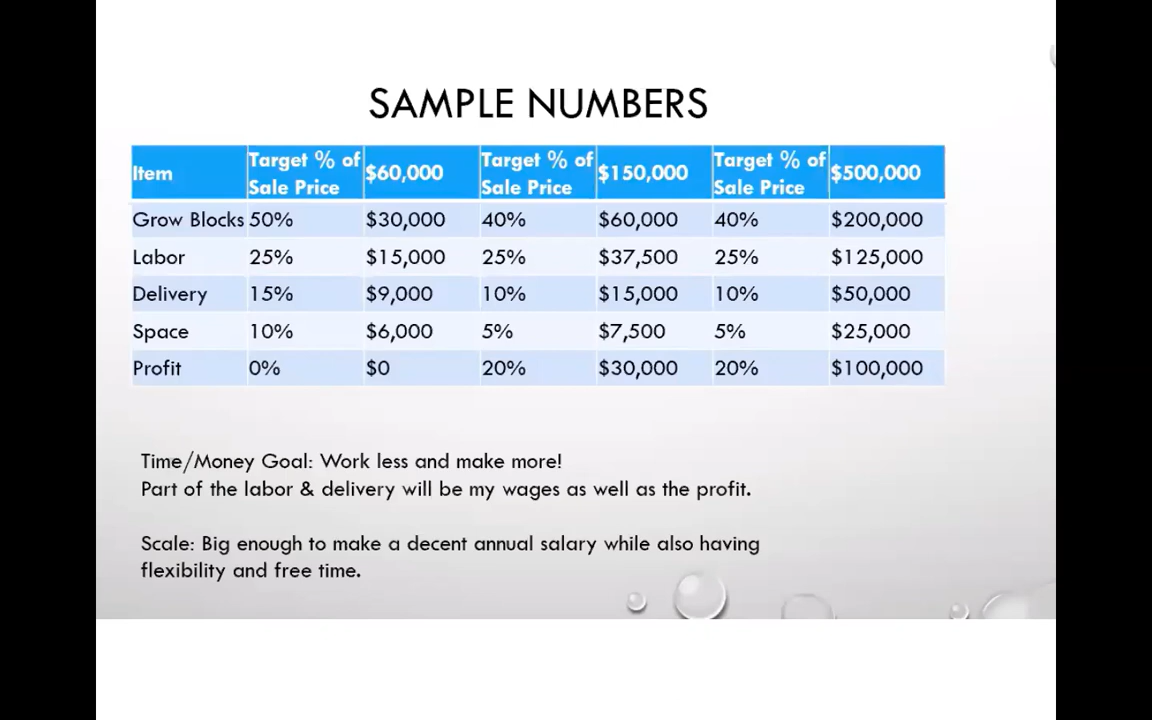 SAMPLE NUMBERS
Item Target % of Sale Price $60,000 Target % of Sale Price $150,000 Target % of Sale Price $500,000
Grow Blocks 50% $30,000 40% $60,000 40% $200,000
Labor 25% $15,000 25% $37,500 25% $125,000
Delivery 15% $9,000 10% $15,000 10% $50,000
Space 10% $6,000 5% $7,500 5% $25,000
Profit 0% $0 20% $30,000 20% $100,000
Time/Money Goal: Work less and make more!
Part of the labor & delivery will be my wages as well as the profit.
Scale: Big enough to make a decent annual salary while also having
flexibility and free time.